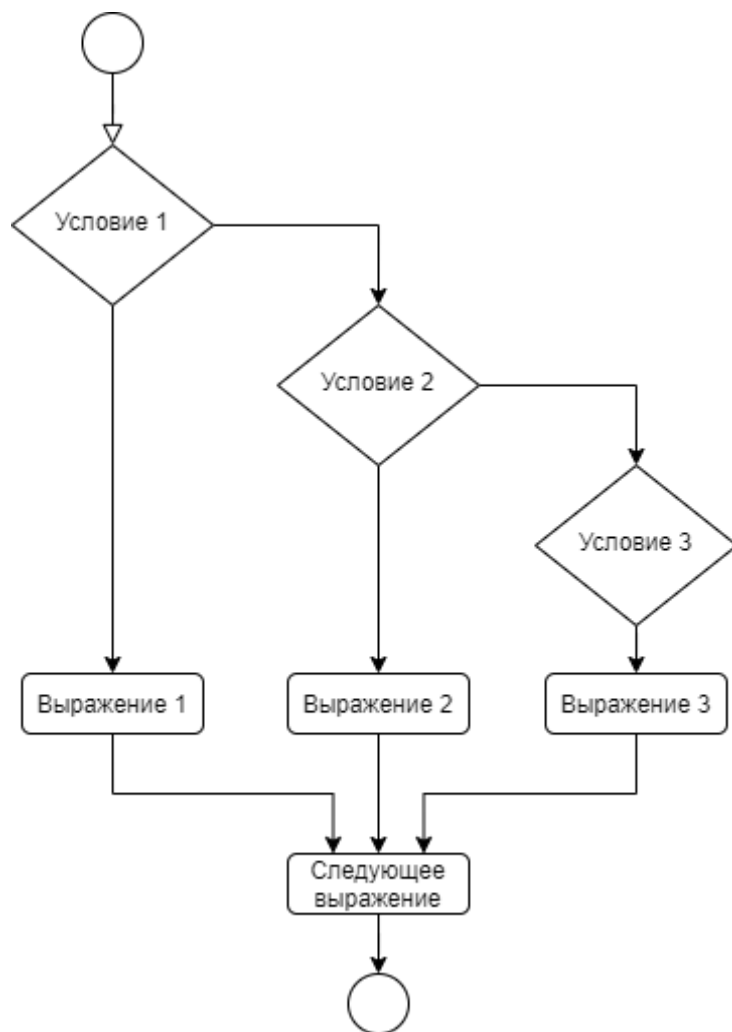 Условие 1
Условие 2
Условие 3
Выражение 1
Выражение 2
Выражение 3
Следующее
выражение